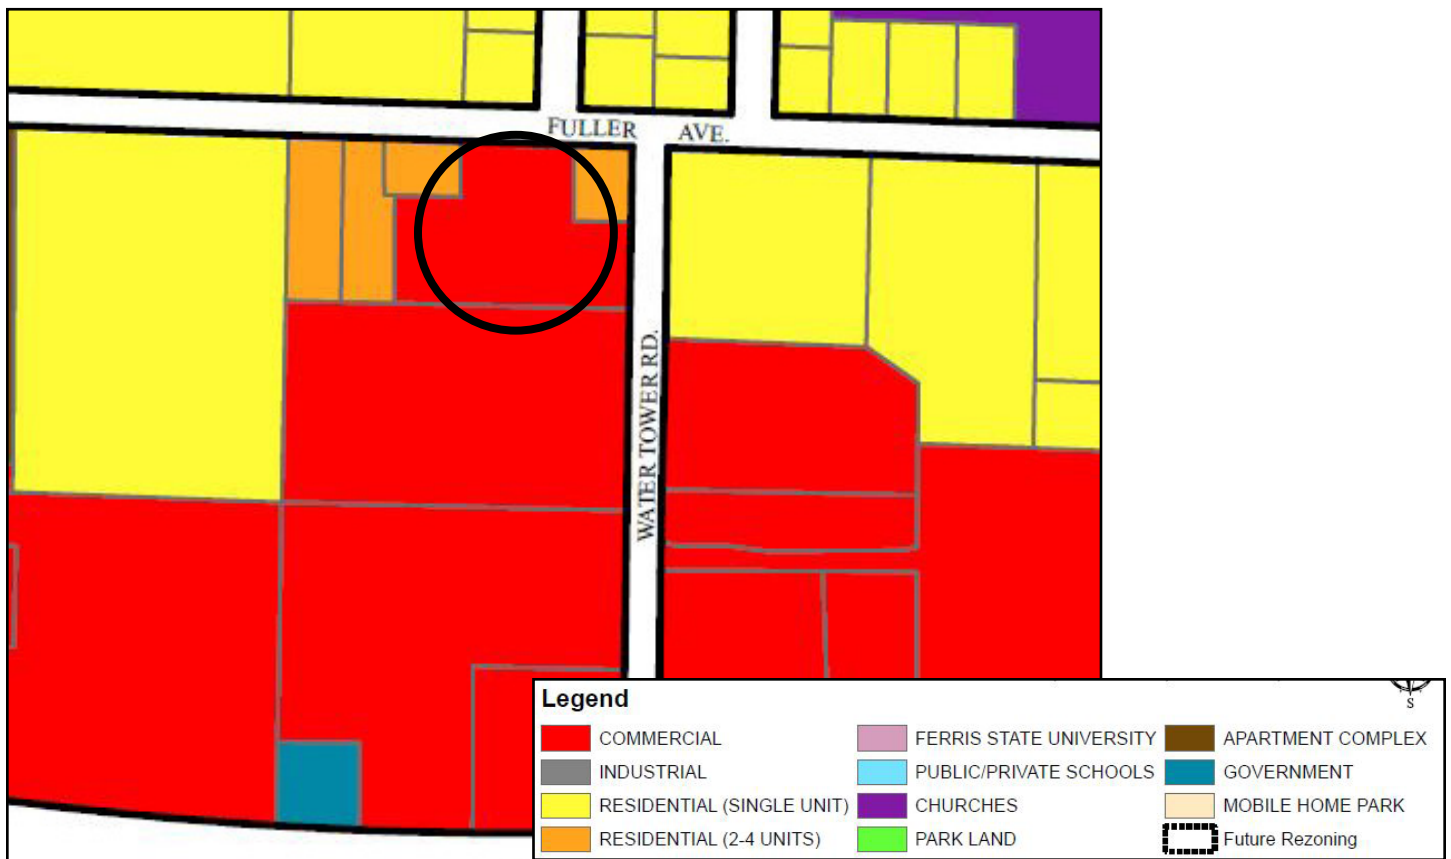 FULLER AVE.
WATER TOWER RD.
Legend
S
COMMERCIAL
FERRIS STATE UNIVERSITY
APARTMENT COMPLEX
INDUSTRIAL
PUBLIC/PRIVATE SCHOOLS
GOVERNMENT
RESIDENTIAL (SINGLE UNIT)
CHURCHES
MOBILE HOME PARK
RESIDENTIAL (2-4 UNITS)
PARK LAND
Future Rezoning